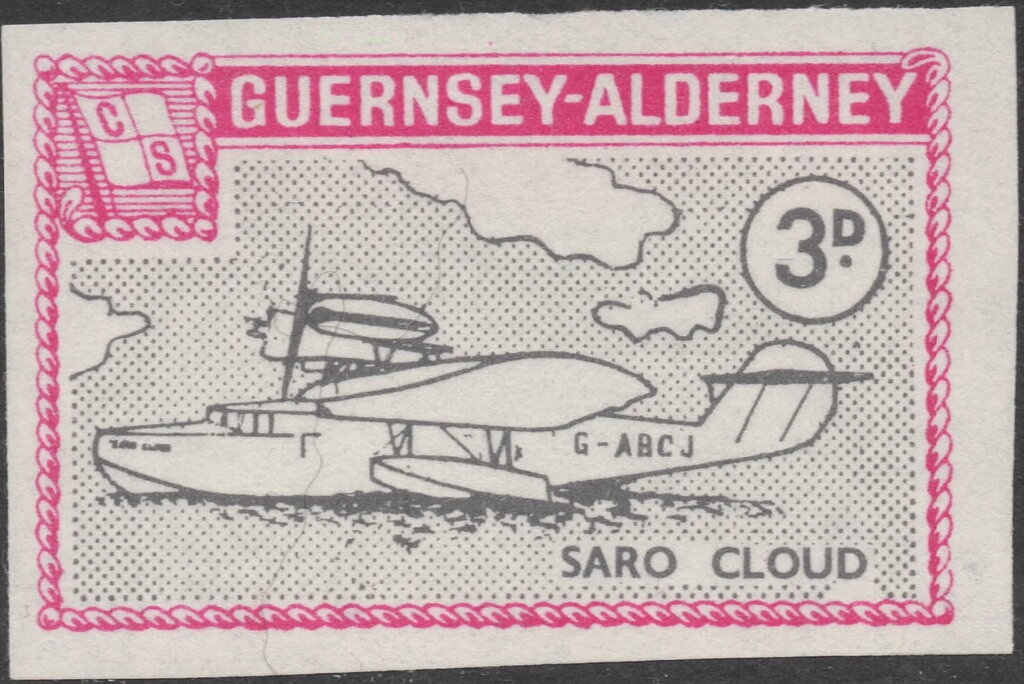 C
S
GUERNSEY-ALDERNEY
3D.
G-ABCJ
SARO CLOUD